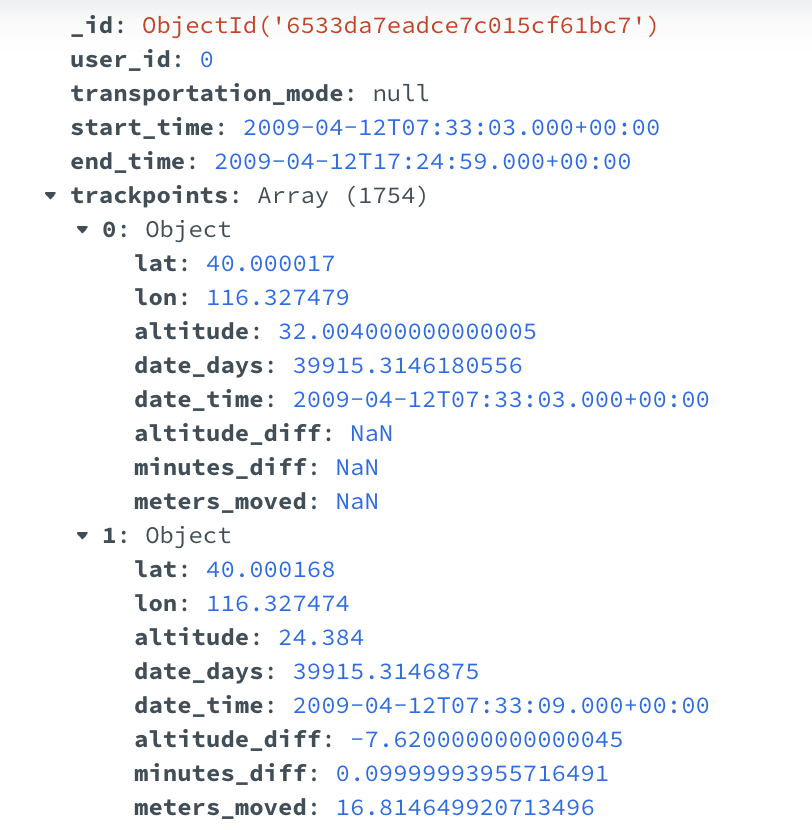 _id: ObjectId('6533da7eadce7c015cf61bc7')
user_id: 0
transportation_mode: null
start_time: 2009-04-12T07:33:03.000+00:00
end_time: 2009-04-12T17:24:59.000+00:00
trackpoints: Array (1754)
0: Object
lat: 40.000017
lon: 116.327479
altitude: 32.004000000000005
date_days: 39915.3146180556
date_time: 2009-04-12T07:33:03.000+00:00
altitude_diff: NaN
minutes_diff: NaN
meters_moved: NaN
1: Object
lat: 40.000168
lon: 116.327474
altitude: 24.384
date_days: 39915.3146875
date_time: 2009-04-12T07:33:09.000+00:00
altitude_diff: -7.6200000000000045
minutes_diff: 0.09999993955716491
meters_moved: 16.814649920713496